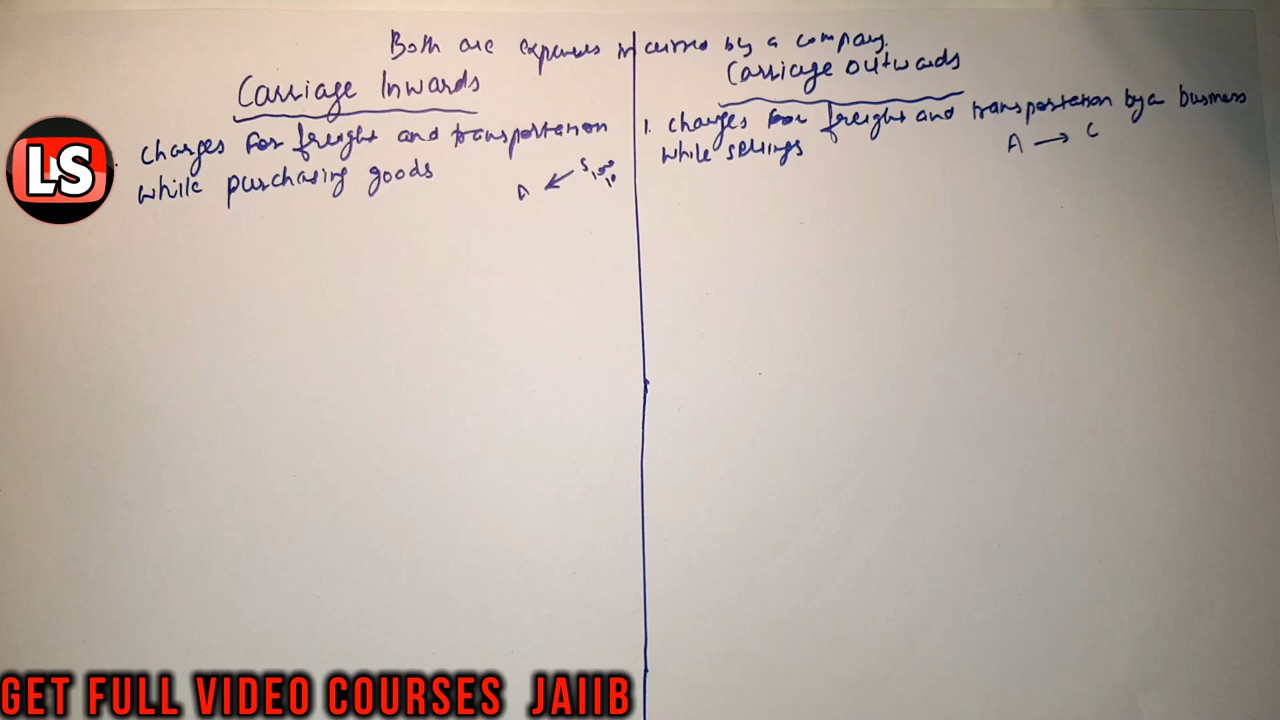 Both are expenses incurred by a company.
Carriage Inwards
charges for freight and transportation
while purchasing goods
A ← S
Carriage Outwards
1. charges for freight and transportation by a business
while sellings
A → C
LS
GET FULL VIDEO COURSES JAIIB